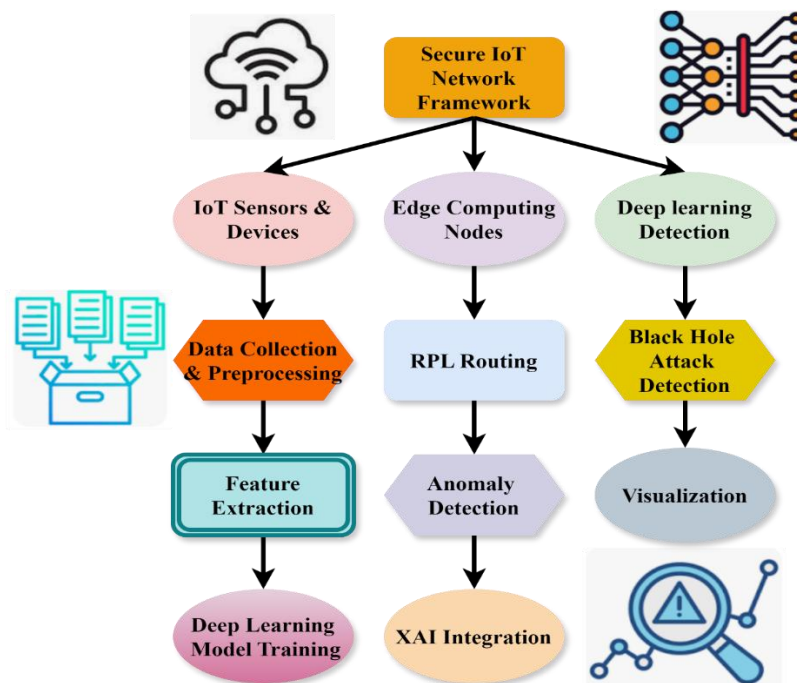 Secure IoT
Network
Framework
IoT Sensors &
Devices
Edge Computing
Nodes
Deep learning
Detection
Data Collection
& Preprocessing
RPL Routing
Black Hole
Attack
Detection
Feature
Extraction
Anomaly
Detection
Visualization
Deep Learning
Model Training
XAI Integration